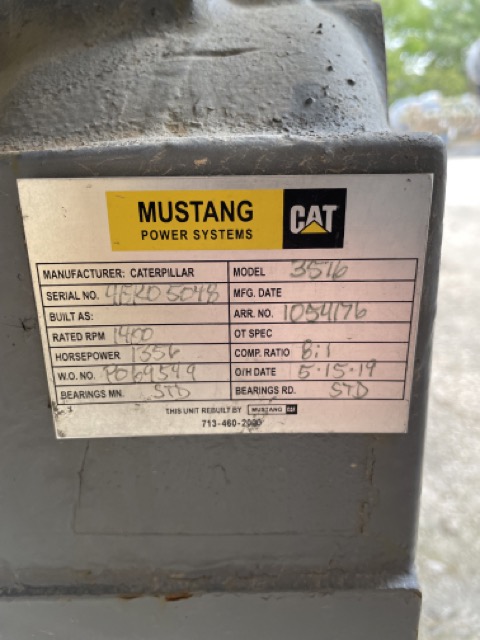 MUSTANG CAT
POWER SYSTEMS
MANUFACTURER: CATERPILLAR MODEL 3516
SERIAL NO. 4EK05048 MFG. DATE
BUILT AS: ARR. NO. 1054176
RATED RPM 1400 OT SPEC
HORSEPOWER 1356 COMP. RATIO 8:1
W.O. NO. PO69599 O/H DATE 5-15-19
BEARINGS MN. STD BEARINGS RD. STD
THIS UNIT REBUILT BY MUSTANG CAT
713-460-2000